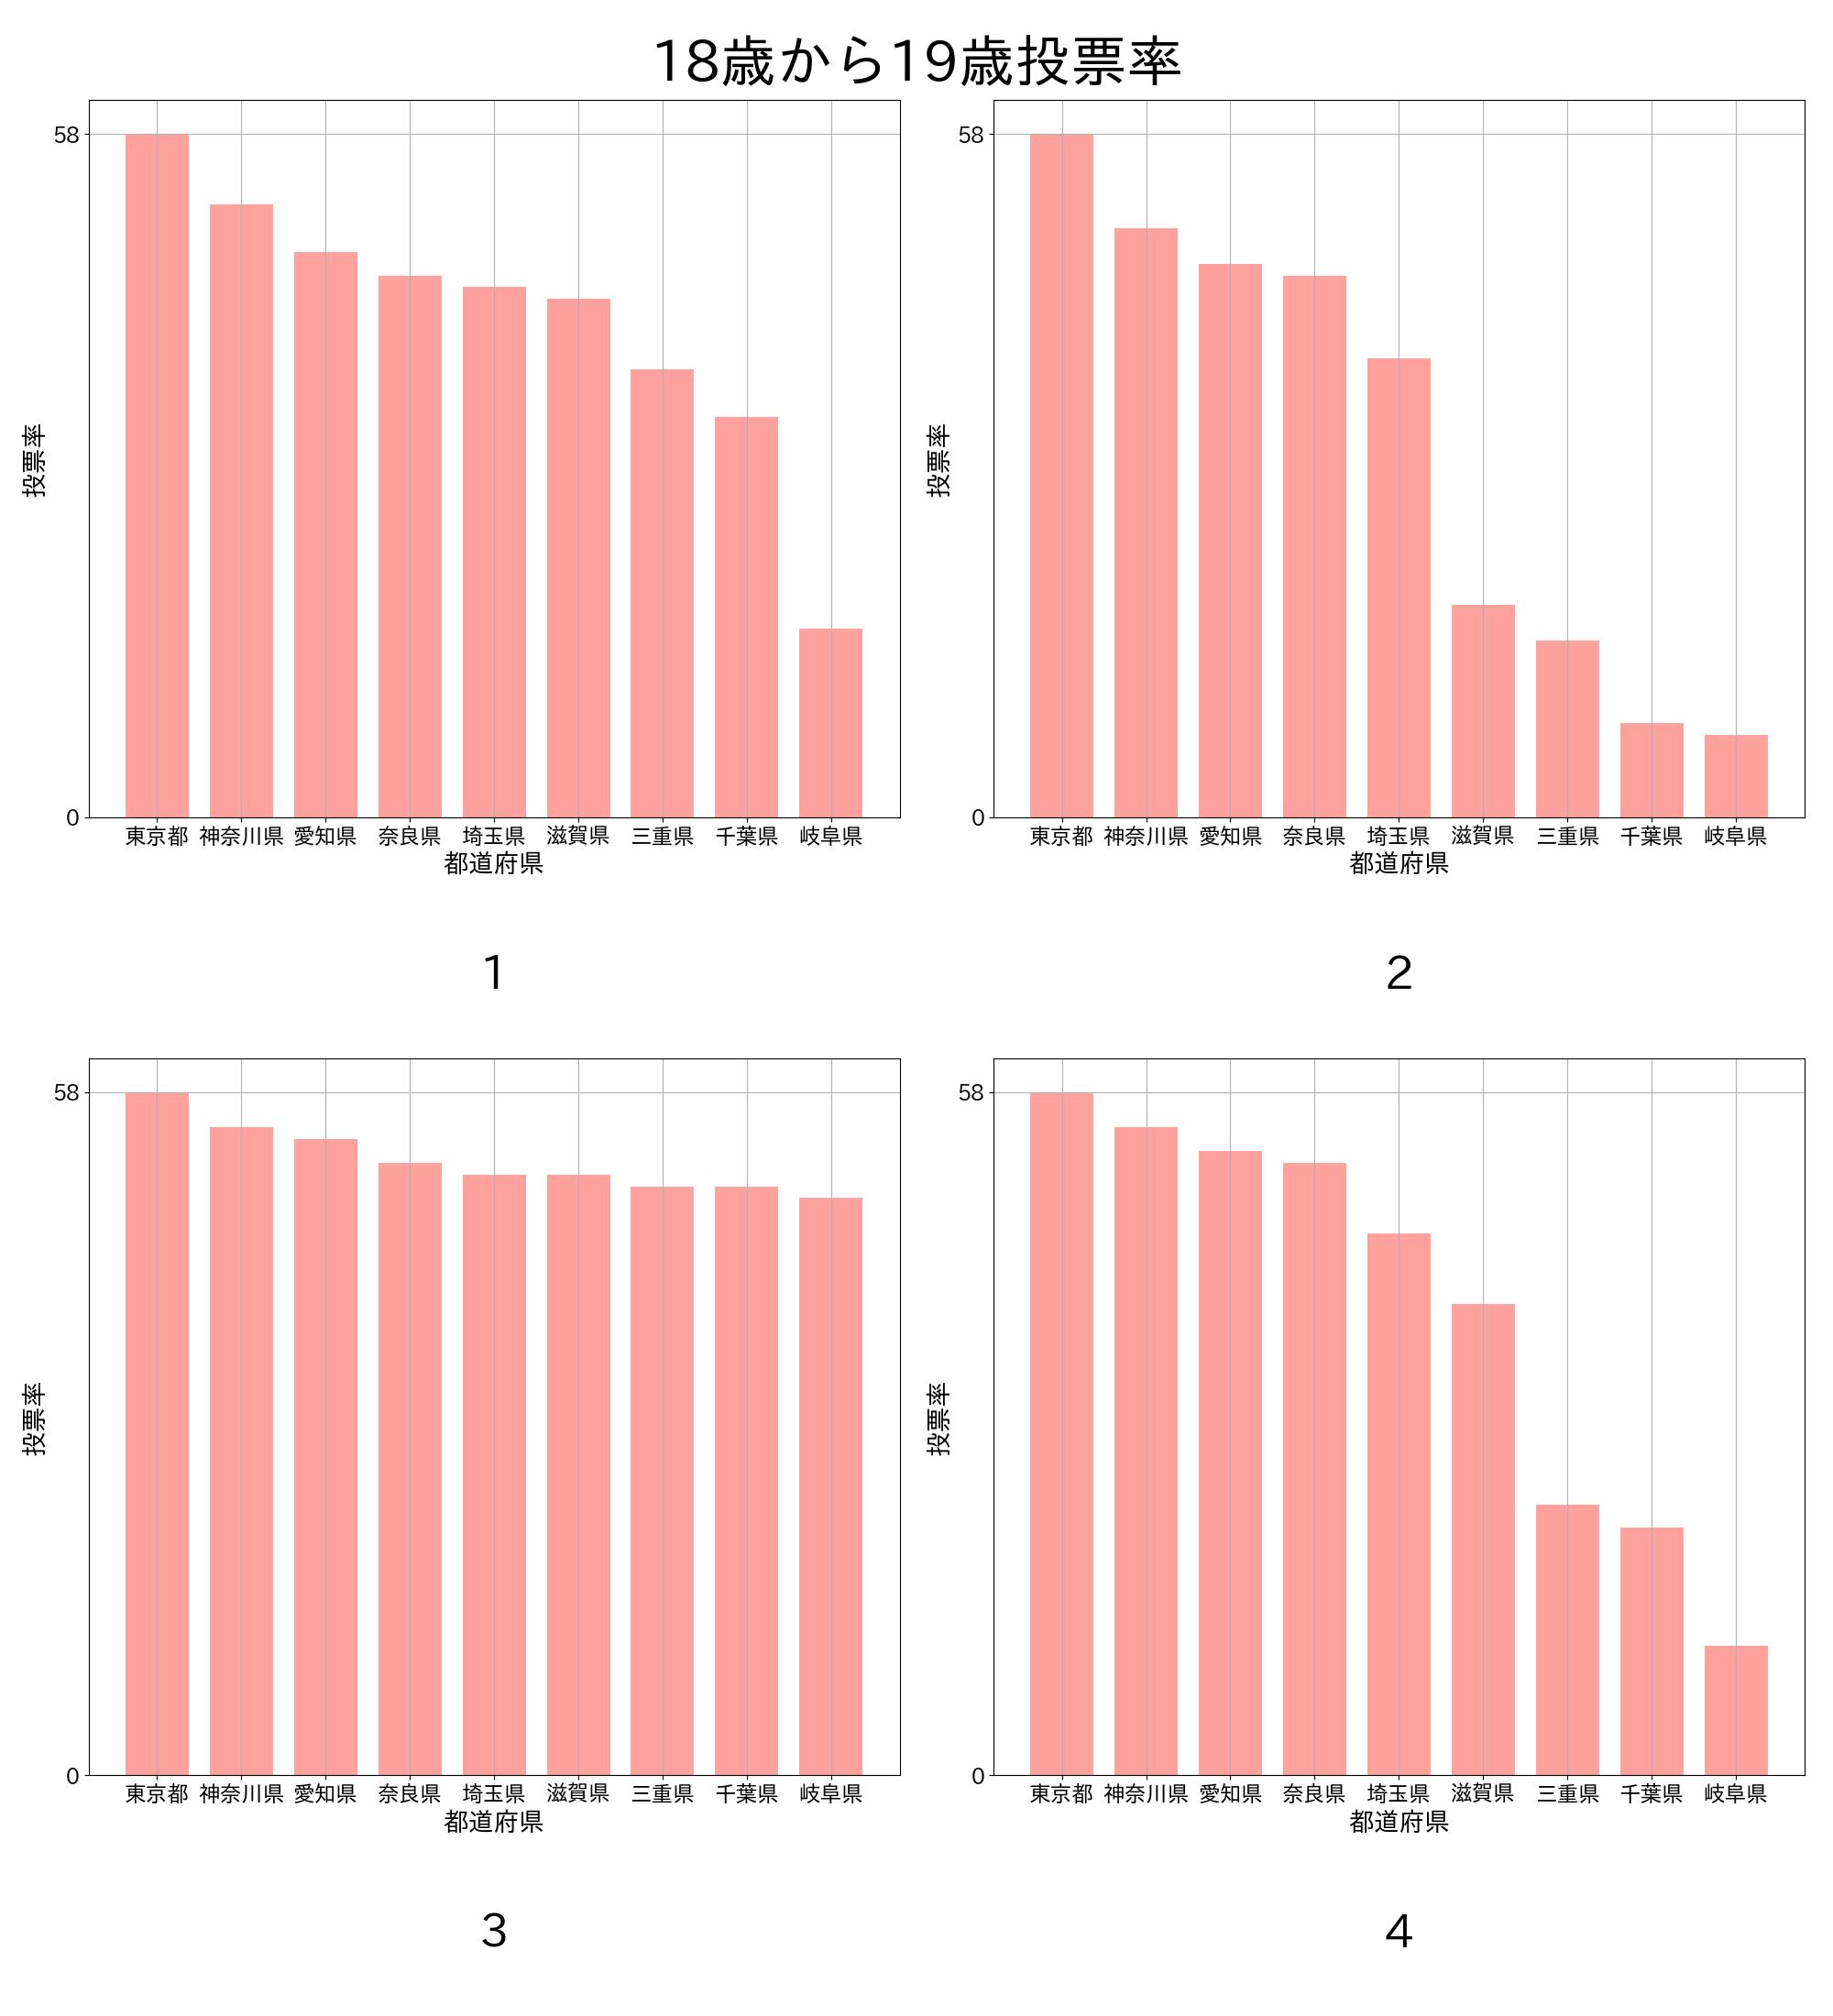 18歳から19歳投票率
58
0
投票率
東京都 神奈川県 愛知県 奈良県 埼玉県 滋賀県 三重県 千葉県 岐阜県
都道府県
1
58
0
投票率
東京都 神奈川県 愛知県 奈良県 埼玉県 滋賀県 三重県 千葉県 岐阜県
都道府県
2
58
0
投票率
東京都 神奈川県 愛知県 奈良県 埼玉県 滋賀県 三重県 千葉県 岐阜県
都道府県
3
58
0
投票率
東京都 神奈川県 愛知県 奈良県 埼玉県 滋賀県 三重県 千葉県 岐阜県
都道府県
4